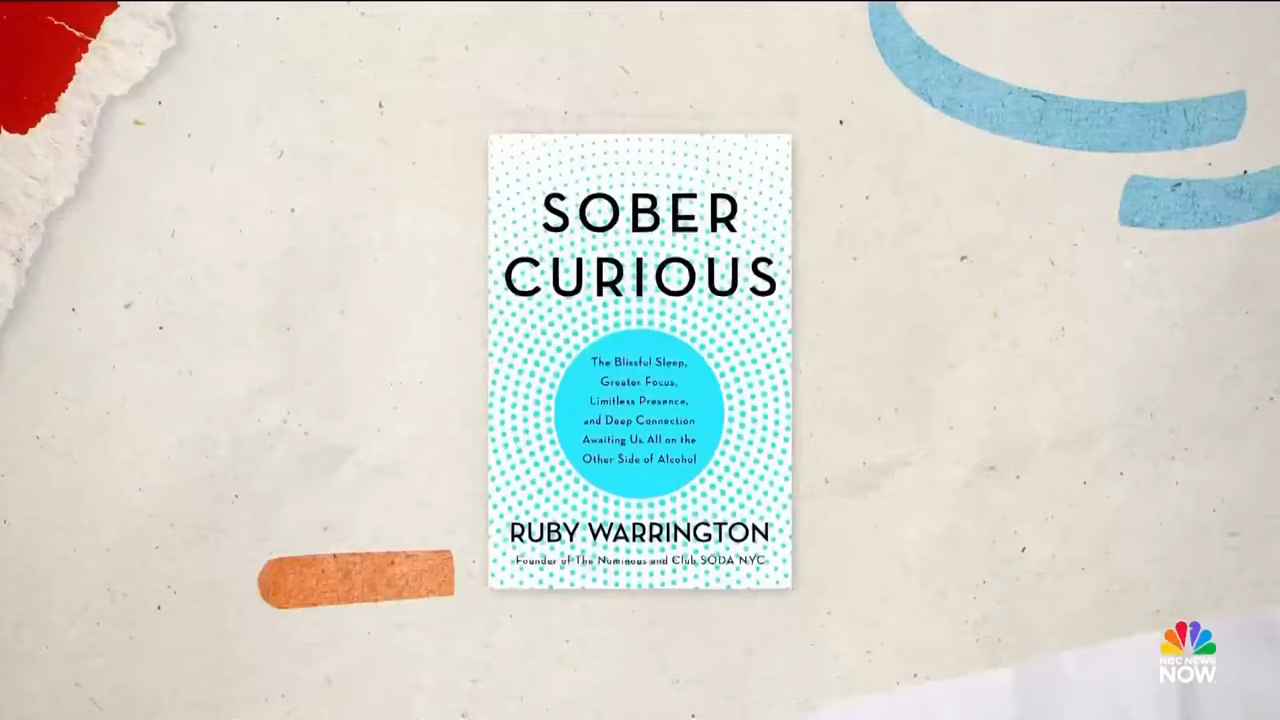 SOBER
CURIOUS
The Blissful Sleep,
Greater Focus,
Limitless Presence,
and Deep Connection
Awaiting Us All on the
Other Side of Alcohol
RUBY WARRINGTON
Founder of The Numinous and Club SODA NYC
NBC NEWS
NOW